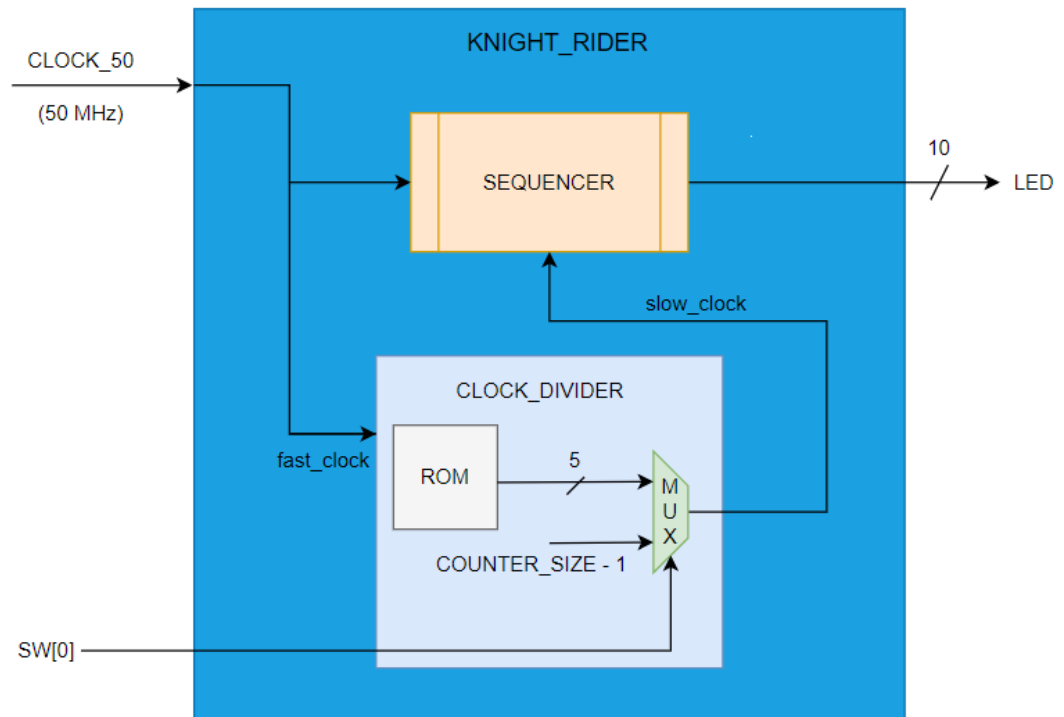 KNIGHT_RIDER
CLOCK_50
(50 MHz)
10
SEQUENCER
LED
slow_clock
CLOCK_DIVIDER
fast_clock
ROM
5
M
U
X
COUNTER_SIZE - 1
SW[0]